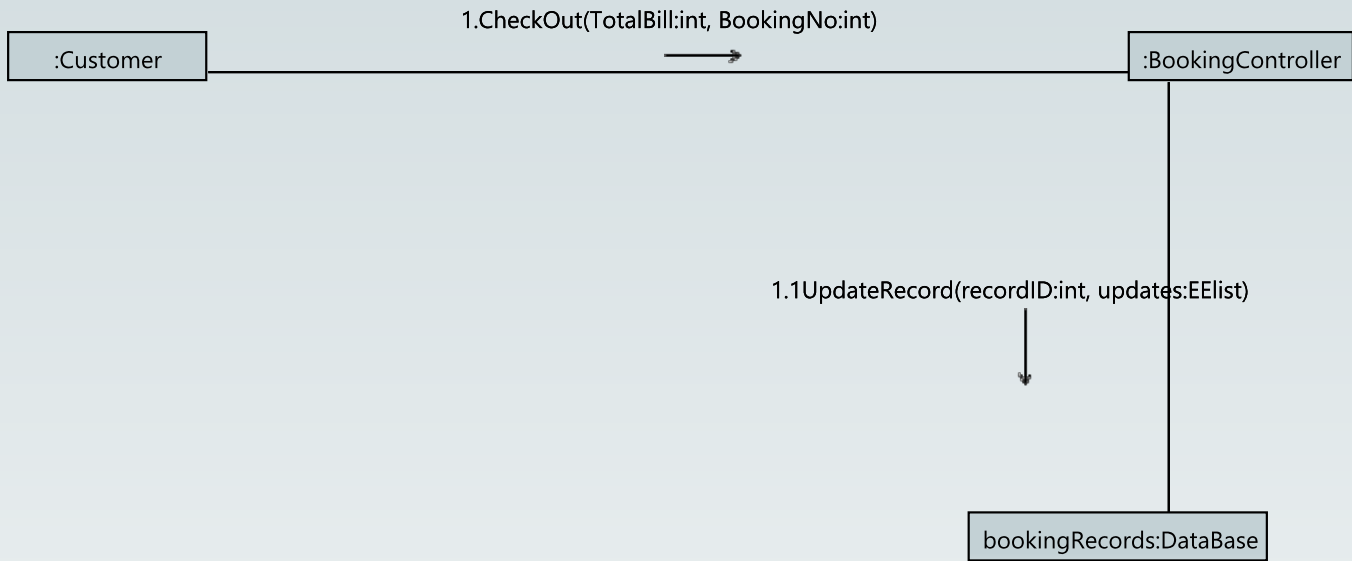 1.CheckOut(TotalBill:int, BookingNo:int)
:Customer
:BookingController
1.1UpdateRecord(recordID:int, updates:EElist)
bookingRecords:DataBase